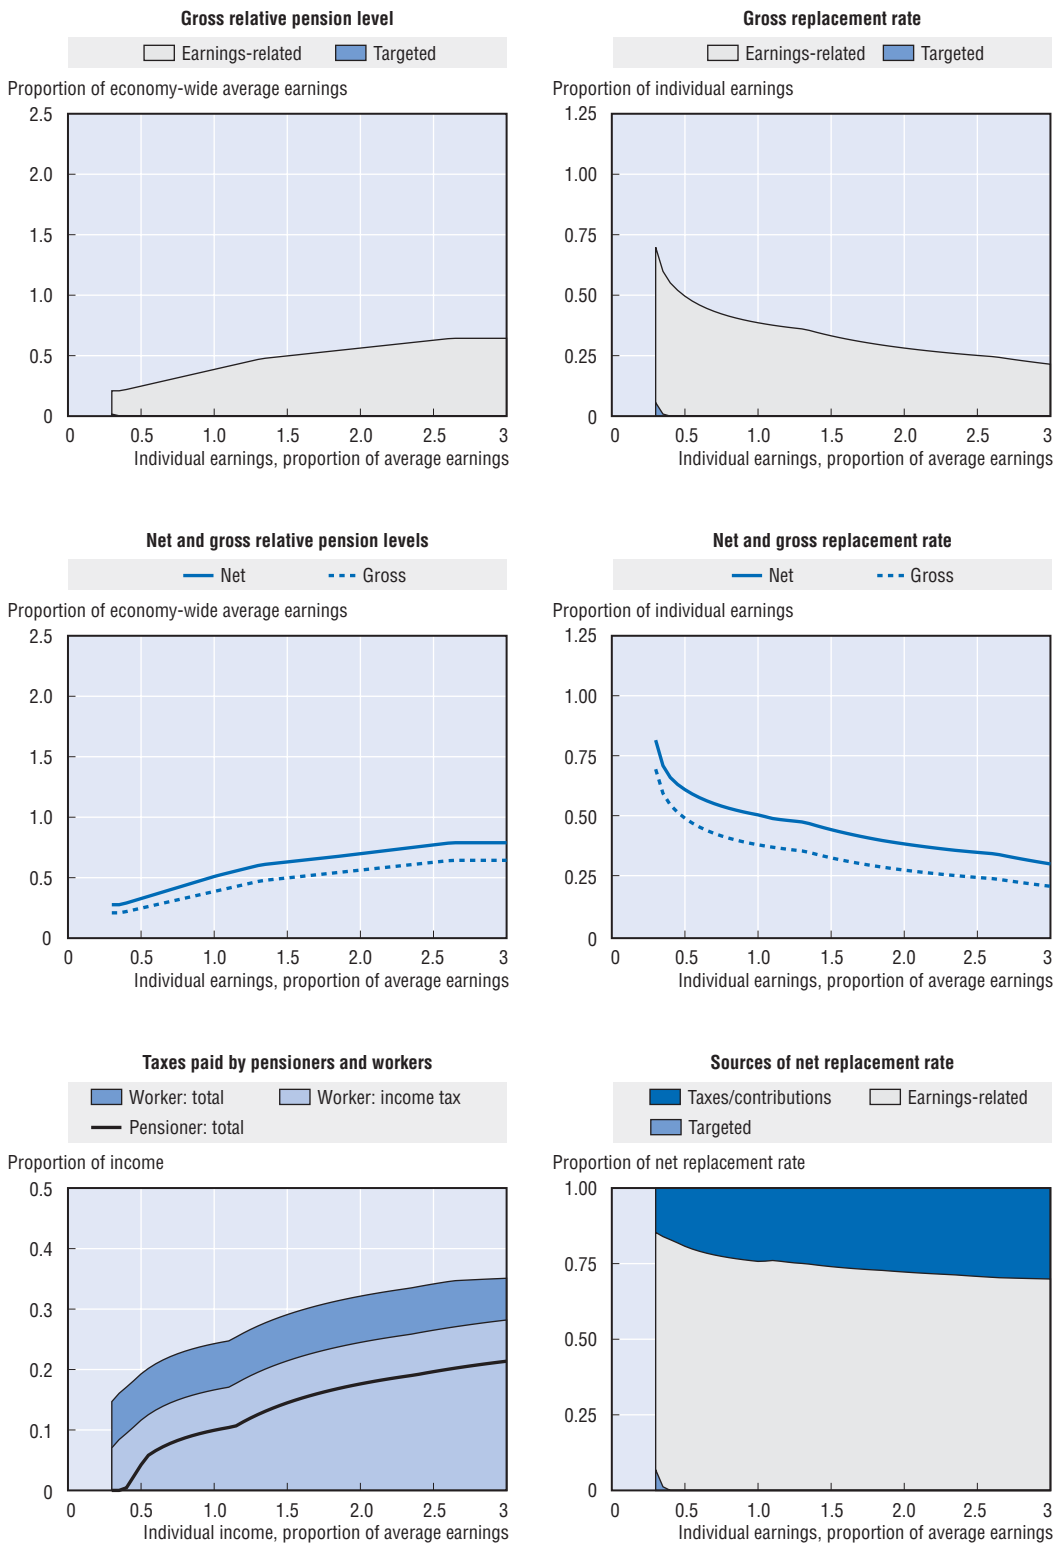 Gross relative pension level
Earnings-related Targeted
Proportion of economy-wide average earnings
2.5
2.0
1.5
1.0
0.5
0
0 0.5 1.0 1.5 2.0 2.5 3
Individual earnings, proportion of average earnings
Gross replacement rate
Earnings-related Targeted
Proportion of individual earnings
1.25
1.00
0.75
0.50
0.25
0
0 0.5 1.0 1.5 2.0 2.5 3
Individual earnings, proportion of average earnings
Net and gross relative pension levels
Net Gross
Proportion of economy-wide average earnings
2.5
2.0
1.5
1.0
0.5
0
0 0.5 1.0 1.5 2.0 2.5 3
Individual earnings, proportion of average earnings
Net and gross replacement rate
Net Gross
Proportion of individual earnings
1.25
1.00
0.75
0.50
0.25
0
0 0.5 1.0 1.5 2.0 2.5 3
Individual earnings, proportion of average earnings
Taxes paid by pensioners and workers
Worker: total Worker: income tax
Pensioner: total
Proportion of income
0.5
0.4
0.3
0.2
0.1
0
0 0.5 1.0 1.5 2.0 2.5 3
Individual income, proportion of average earnings
Sources of net replacement rate
Taxes/contributions Earnings-related
Targeted
Proportion of net replacement rate
1.00
0.75
0.50
0.25
0
0 0.5 1.0 1.5 2.0 2.5 3
Individual earnings, proportion of average earnings